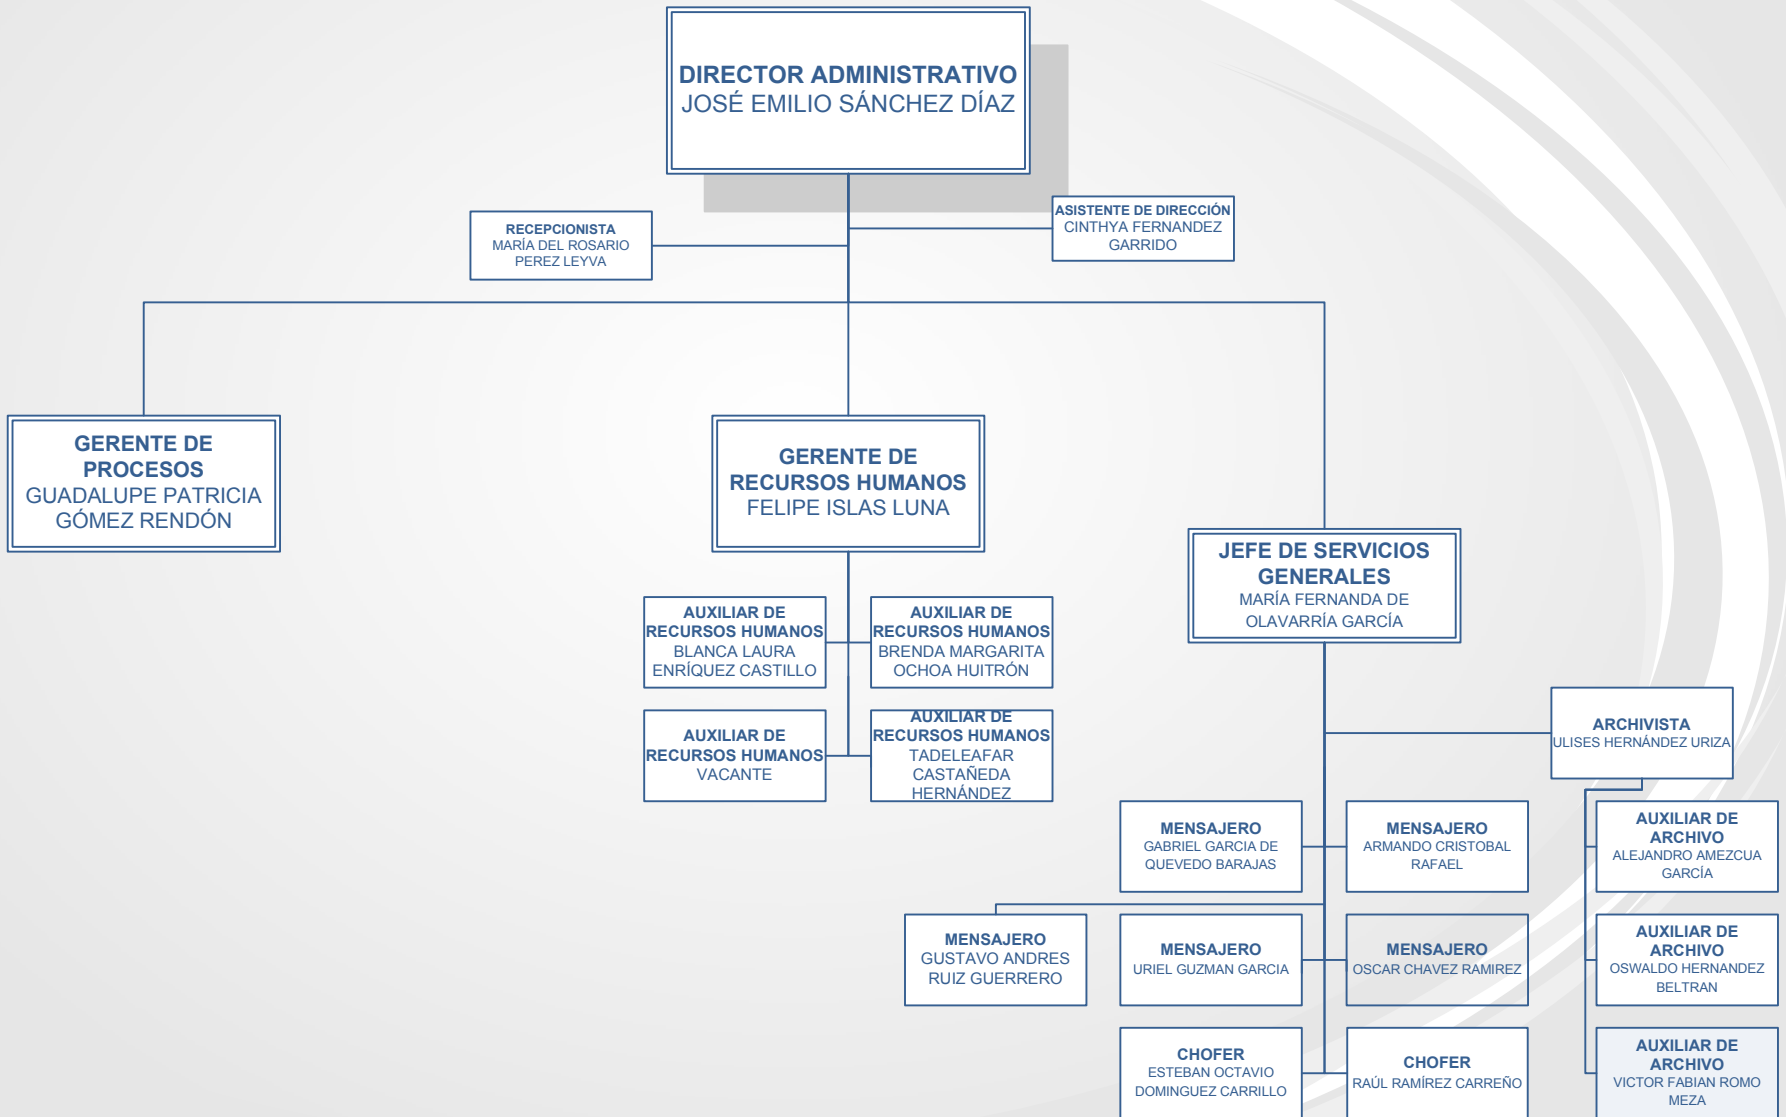 DIRECTOR ADMINISTRATIVO
JOSÉ EMILIO SÁNCHEZ DÍAZ
RECEPCIONISTA
MARÍA DEL ROSARIO
PEREZ LEYVA
ASISTENTE DE DIRECCIÓN
CINTHYA FERNANDEZ
GARRIDO
GERENTE DE
PROCESOS
GUADALUPE PATRICIA
GÓMEZ RENDÓN
GERENTE DE
RECURSOS HUMANOS
FELIPE ISLAS LUNA
JEFE DE SERVICIOS
GENERALES
MARÍA FERNANDA DE
OLAVARRÍA GARCÍA
AUXILIAR DE
RECURSOS HUMANOS
BLANCA LAURA
ENRÍQUEZ CASTILLO
AUXILIAR DE
RECURSOS HUMANOS
BRENDA MARGARITA
OCHOA HUITRÓN
AUXILIAR DE
RECURSOS HUMANOS
VACANTE
AUXILIAR DE
RECURSOS HUMANOS
TADELEAFAR
CASTAÑEDA
HERNÁNDEZ
ARCHIVISTA
ULISES HERNÁNDEZ URIZA
MENSAJERO
GABRIEL GARCIA DE
QUEVEDO BARAJAS
MENSAJERO
ARMANDO CRISTOBAL
RAFAEL
AUXILIAR DE
ARCHIVO
ALEJANDRO AMEZCUA
GARCÍA
MENSAJERO
GUSTAVO ANDRES
RUIZ GUERRERO
MENSAJERO
URIEL GUZMAN GARCIA
MENSAJERO
OSCAR CHAVEZ RAMIREZ
AUXILIAR DE
ARCHIVO
OSWALDO HERNANDEZ
BELTRAN
CHOFER
ESTEBAN OCTAVIO
DOMINGUEZ CARRILLO
CHOFER
RAÚL RAMÍREZ CARREÑO
AUXILIAR DE
ARCHIVO
VICTOR FABIAN ROMO
MEZA